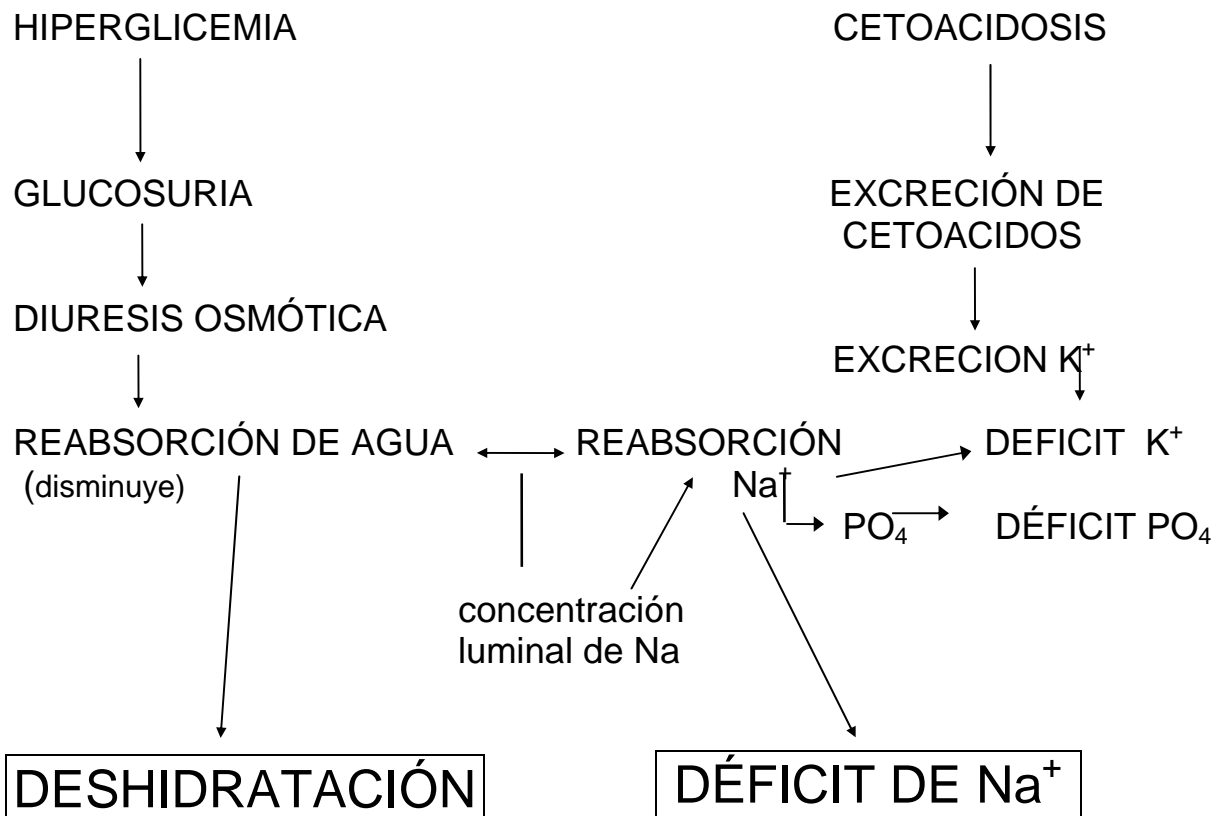 HIPERGLICEMIA
CETOACIDOSIS
GLUCOSURIA
EXCRECIÓN DE
CETOACIDOS
DIURESIS OSMÓTICA
EXCRECION K⁺
REABSORCIÓN DE AGUA
(disminuye)
REABSORCIÓN
Na⁺
DEFICIT K⁺
PO₄
DÉFICIT PO₄
concentración
luminal de Na
DESHIDRATACIÓN
DÉFICIT DE Na⁺